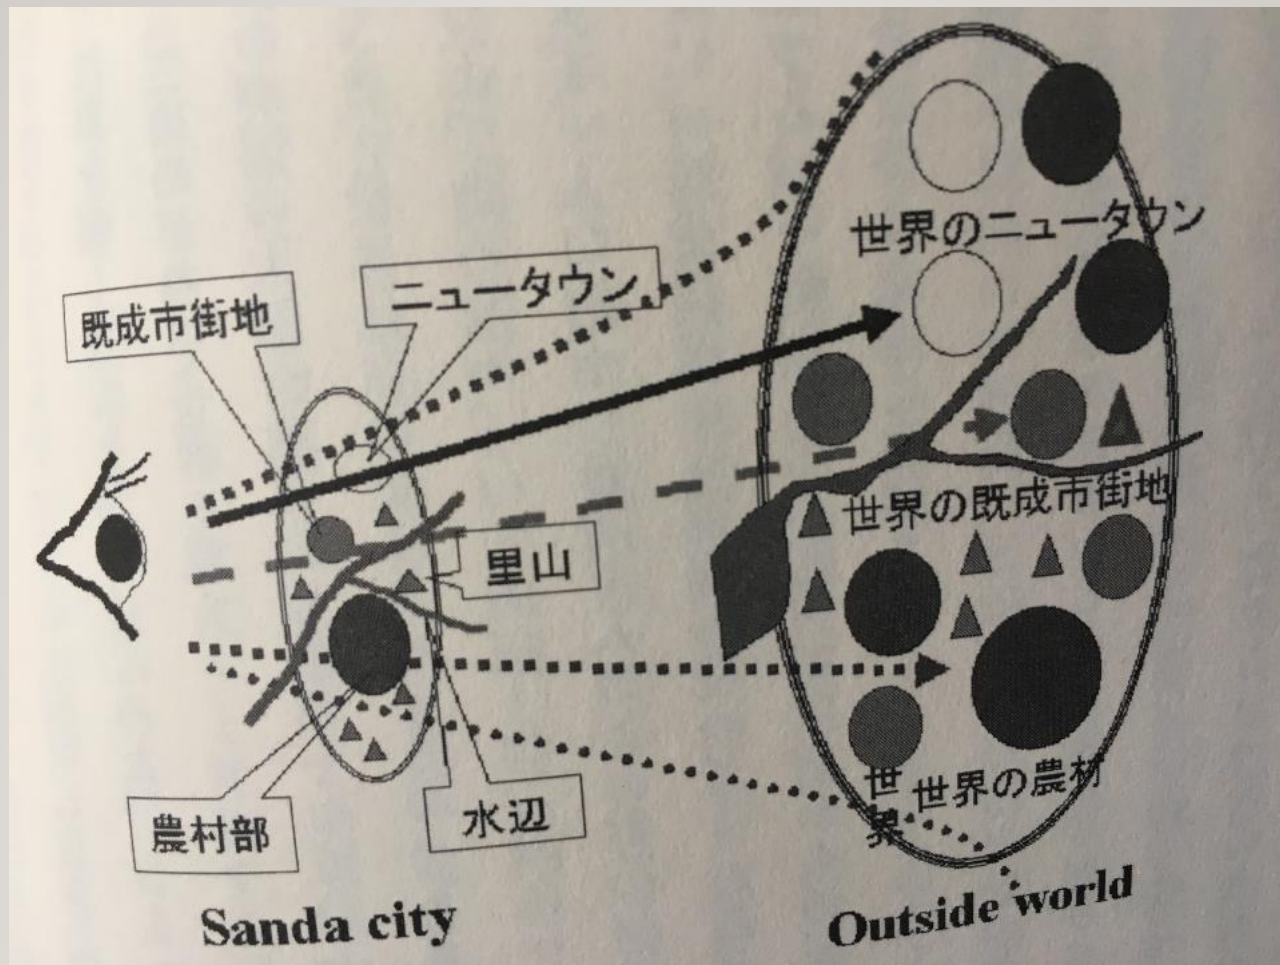 既成市街地
ニュータウン
里山
農村部
水辺
Sanda city
世界のニュータウン
世界の既成市街地
世界
世界の農村
Outside world